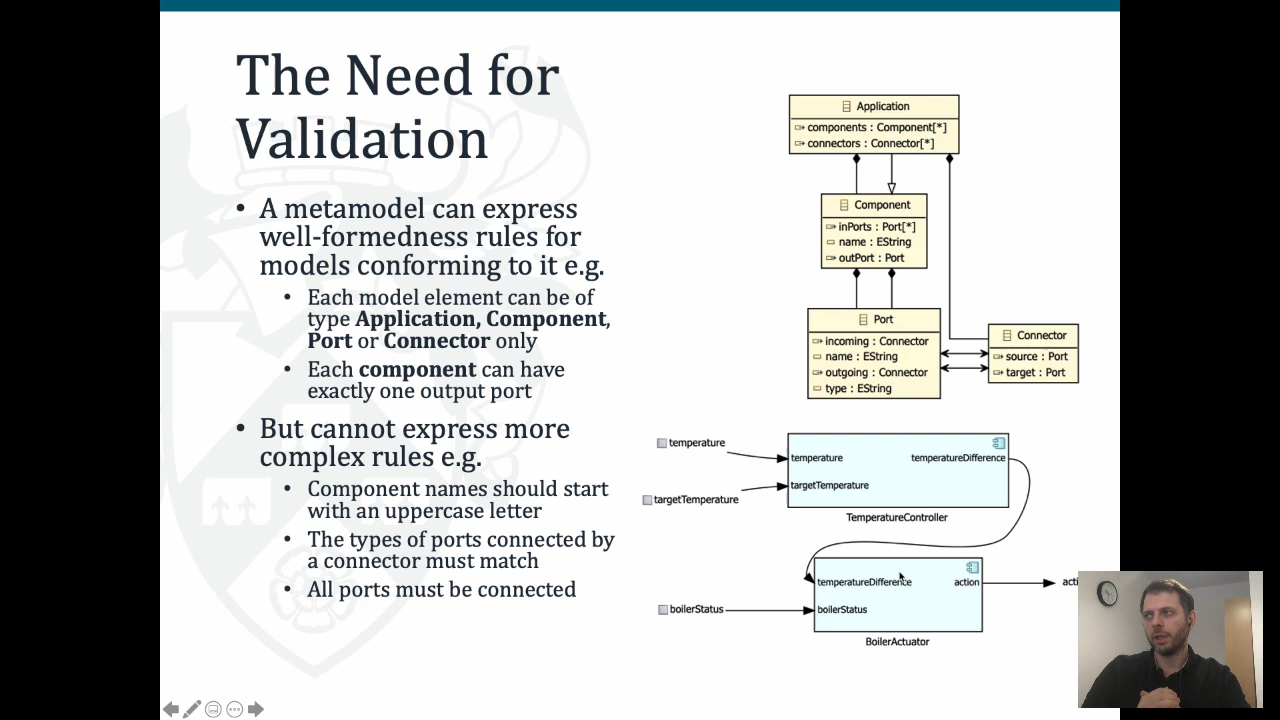 The Need for
Validation
• A metamodel can express
well-formedness rules for
models conforming to it e.g.
• Each model element can be of
type Application, Component,
Port or Connector only
• Each component can have
exactly one output port
• But cannot express more
complex rules e.g.
• Component names should start
with an uppercase letter
• The types of ports connected by
a connector must match
• All ports must be connected
Application
components : Component[*]
connectors : Connector[*]
Component
inPorts : Port[*]
name : EString
outPort : Port
Port
incoming : Connector
name : EString
outgoing : Connector
type : EString
Connector
source : Port
target : Port
temperature
targetTemperature
temperature
temperatureDifference
targetTemperature
TemperatureController
temperatureDifference
action
acti
boilerStatus
boilerStatus
BoilerActuator